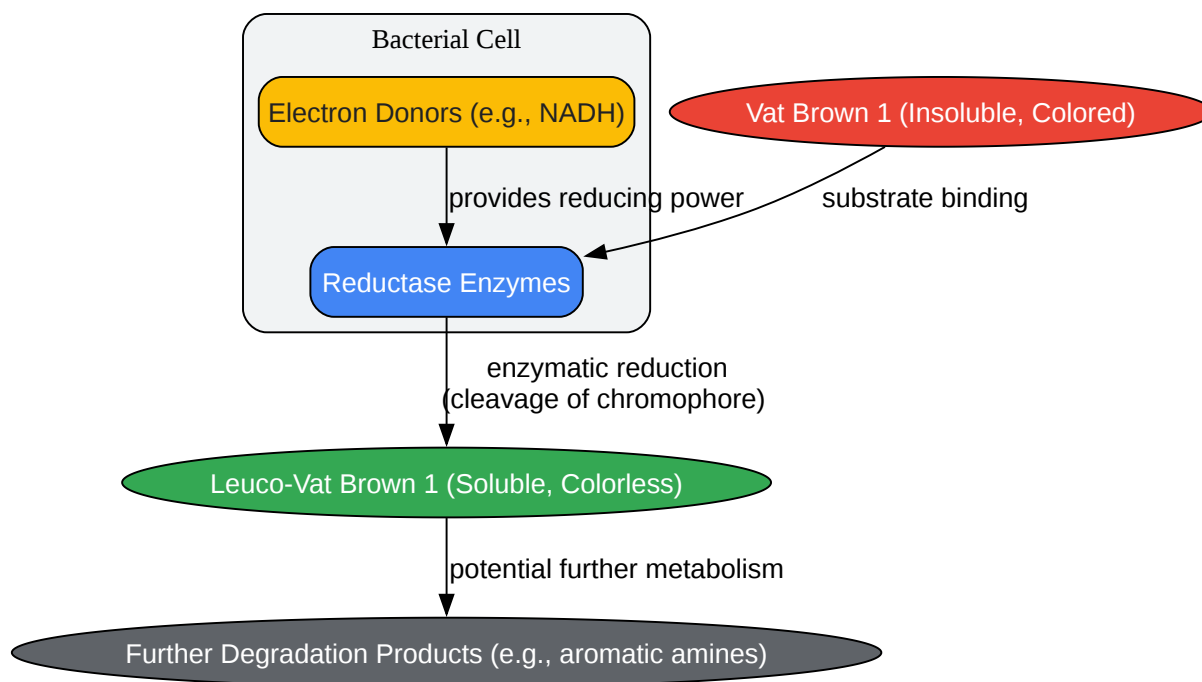 Bacterial Cell
Electron Donors (e.g., NADH)
Vat Brown 1 (Insoluble, Colored)
provides reducing power
substrate binding
Reductase Enzymes
enzymatic reduction
(cleavage of chromophore)
Leuco-Vat Brown 1 (Soluble, Colorless)
potential further metabolism
Further Degradation Products (e.g., aromatic amines)